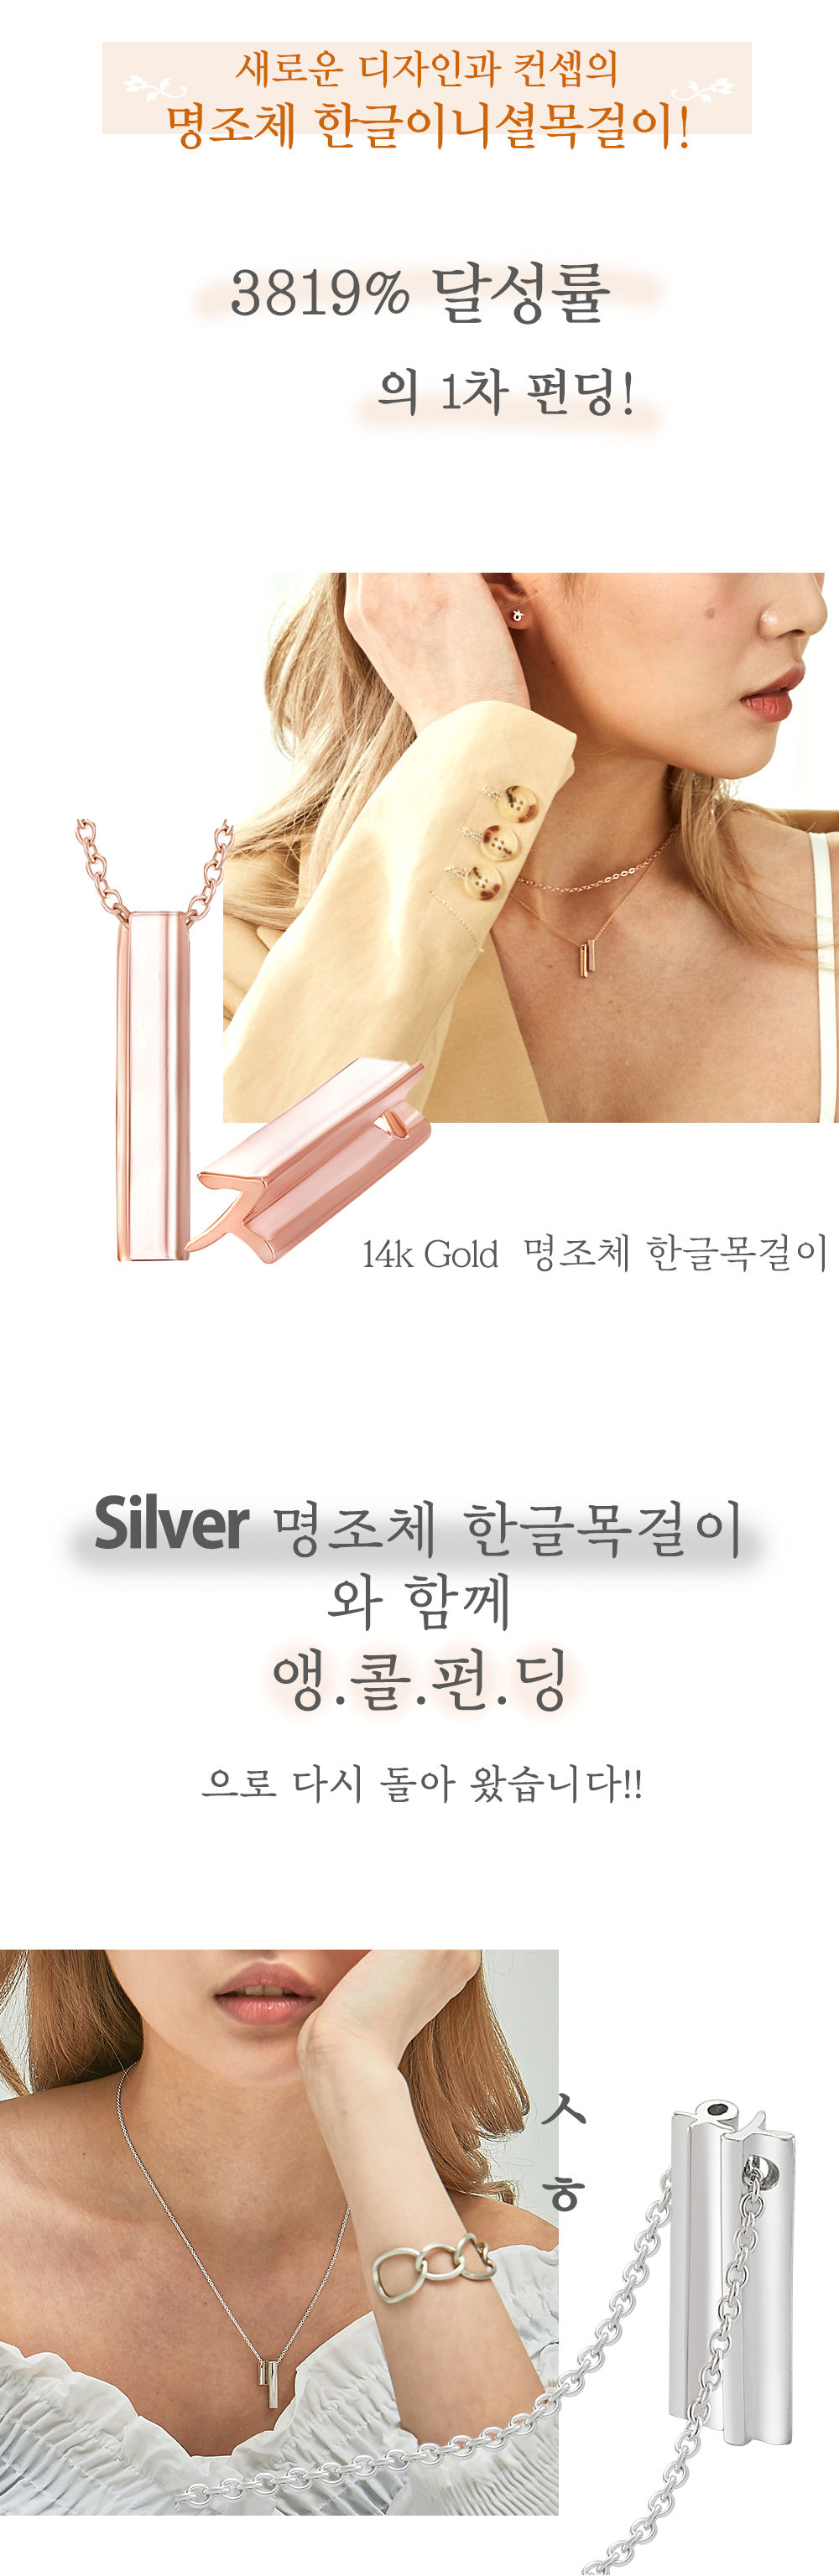 새로운 디자인과 컨셉의
명조체 한글이니셜목걸이!
3819% 달성률
의 1차 펀딩!
14k Gold 명조체 한글목걸이
Silver 명조체 한글목걸이
와 함께
앵.콜.펀.딩
으로 다시 돌아 왔습니다!!
ㅅ
ㅎ